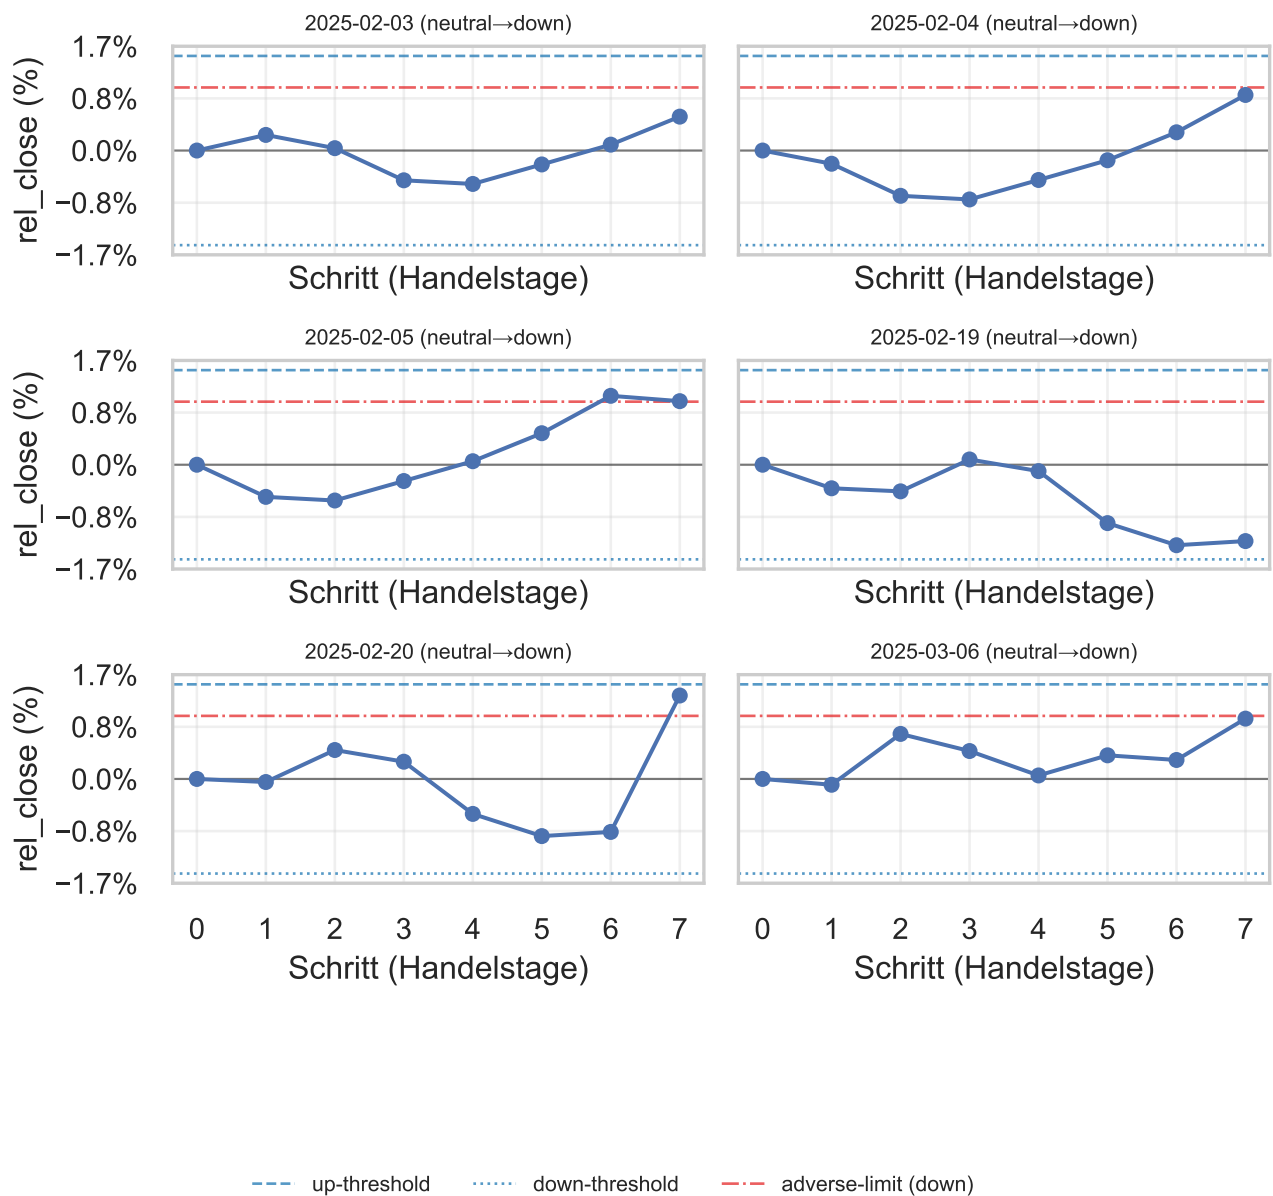 2025-02-03 (neutral→down)
2025-02-04 (neutral→down)
rel_close (%)
1.7%
0.8%
0.0%
−0.8%
−1.7%
Schritt (Handelstage)
Schritt (Handelstage)
2025-02-05 (neutral→down)
2025-02-19 (neutral→down)
rel_close (%)
1.7%
0.8%
0.0%
−0.8%
−1.7%
Schritt (Handelstage)
Schritt (Handelstage)
2025-02-20 (neutral→down)
2025-03-06 (neutral→down)
rel_close (%)
1.7%
0.8%
0.0%
−0.8%
−1.7%
0 1 2 3 4 5 6 7
0 1 2 3 4 5 6 7
Schritt (Handelstage)
Schritt (Handelstage)
up-threshold
down-threshold
adverse-limit (down)